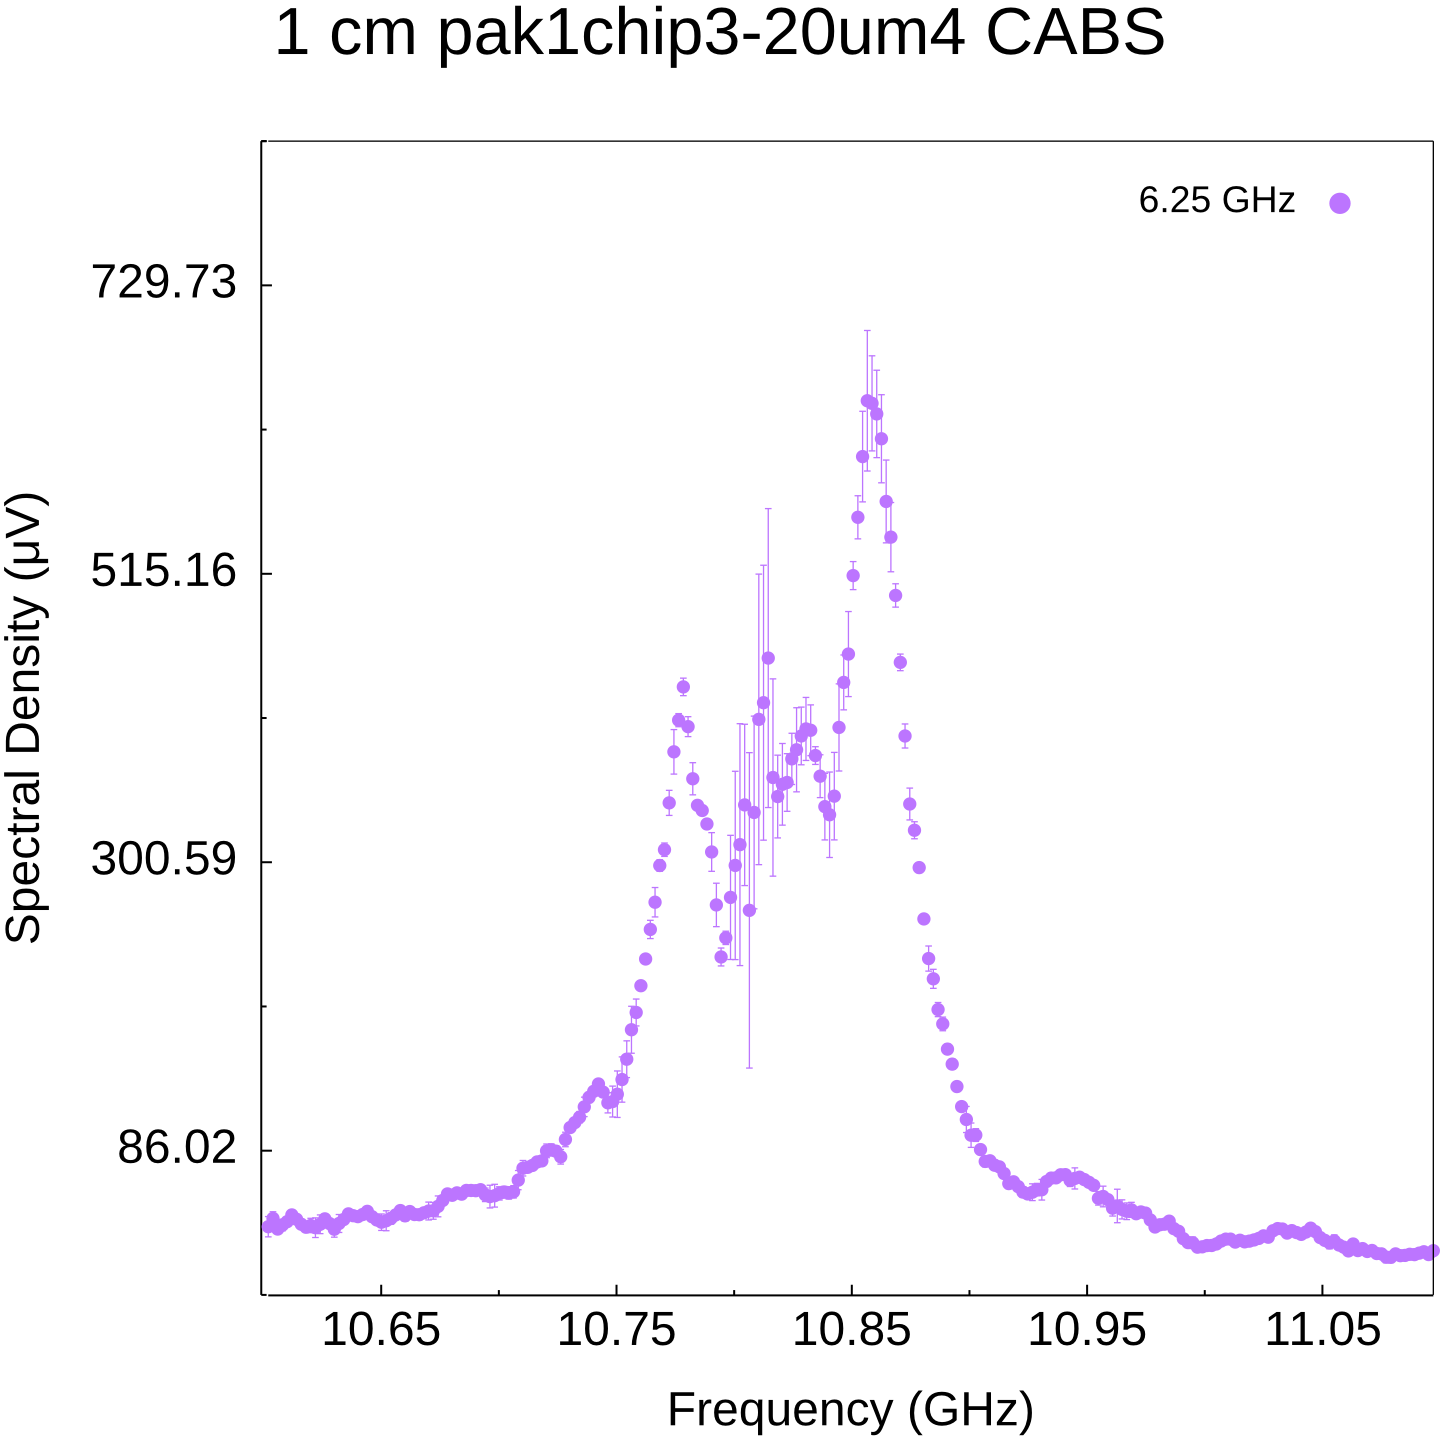 1 cm pak1chip3-20um4 CABS
6.25 GHz
729.73
515.16
300.59
86.02
Spectral Density (μV)
10.65 10.75 10.85 10.95 11.05
Frequency (GHz)